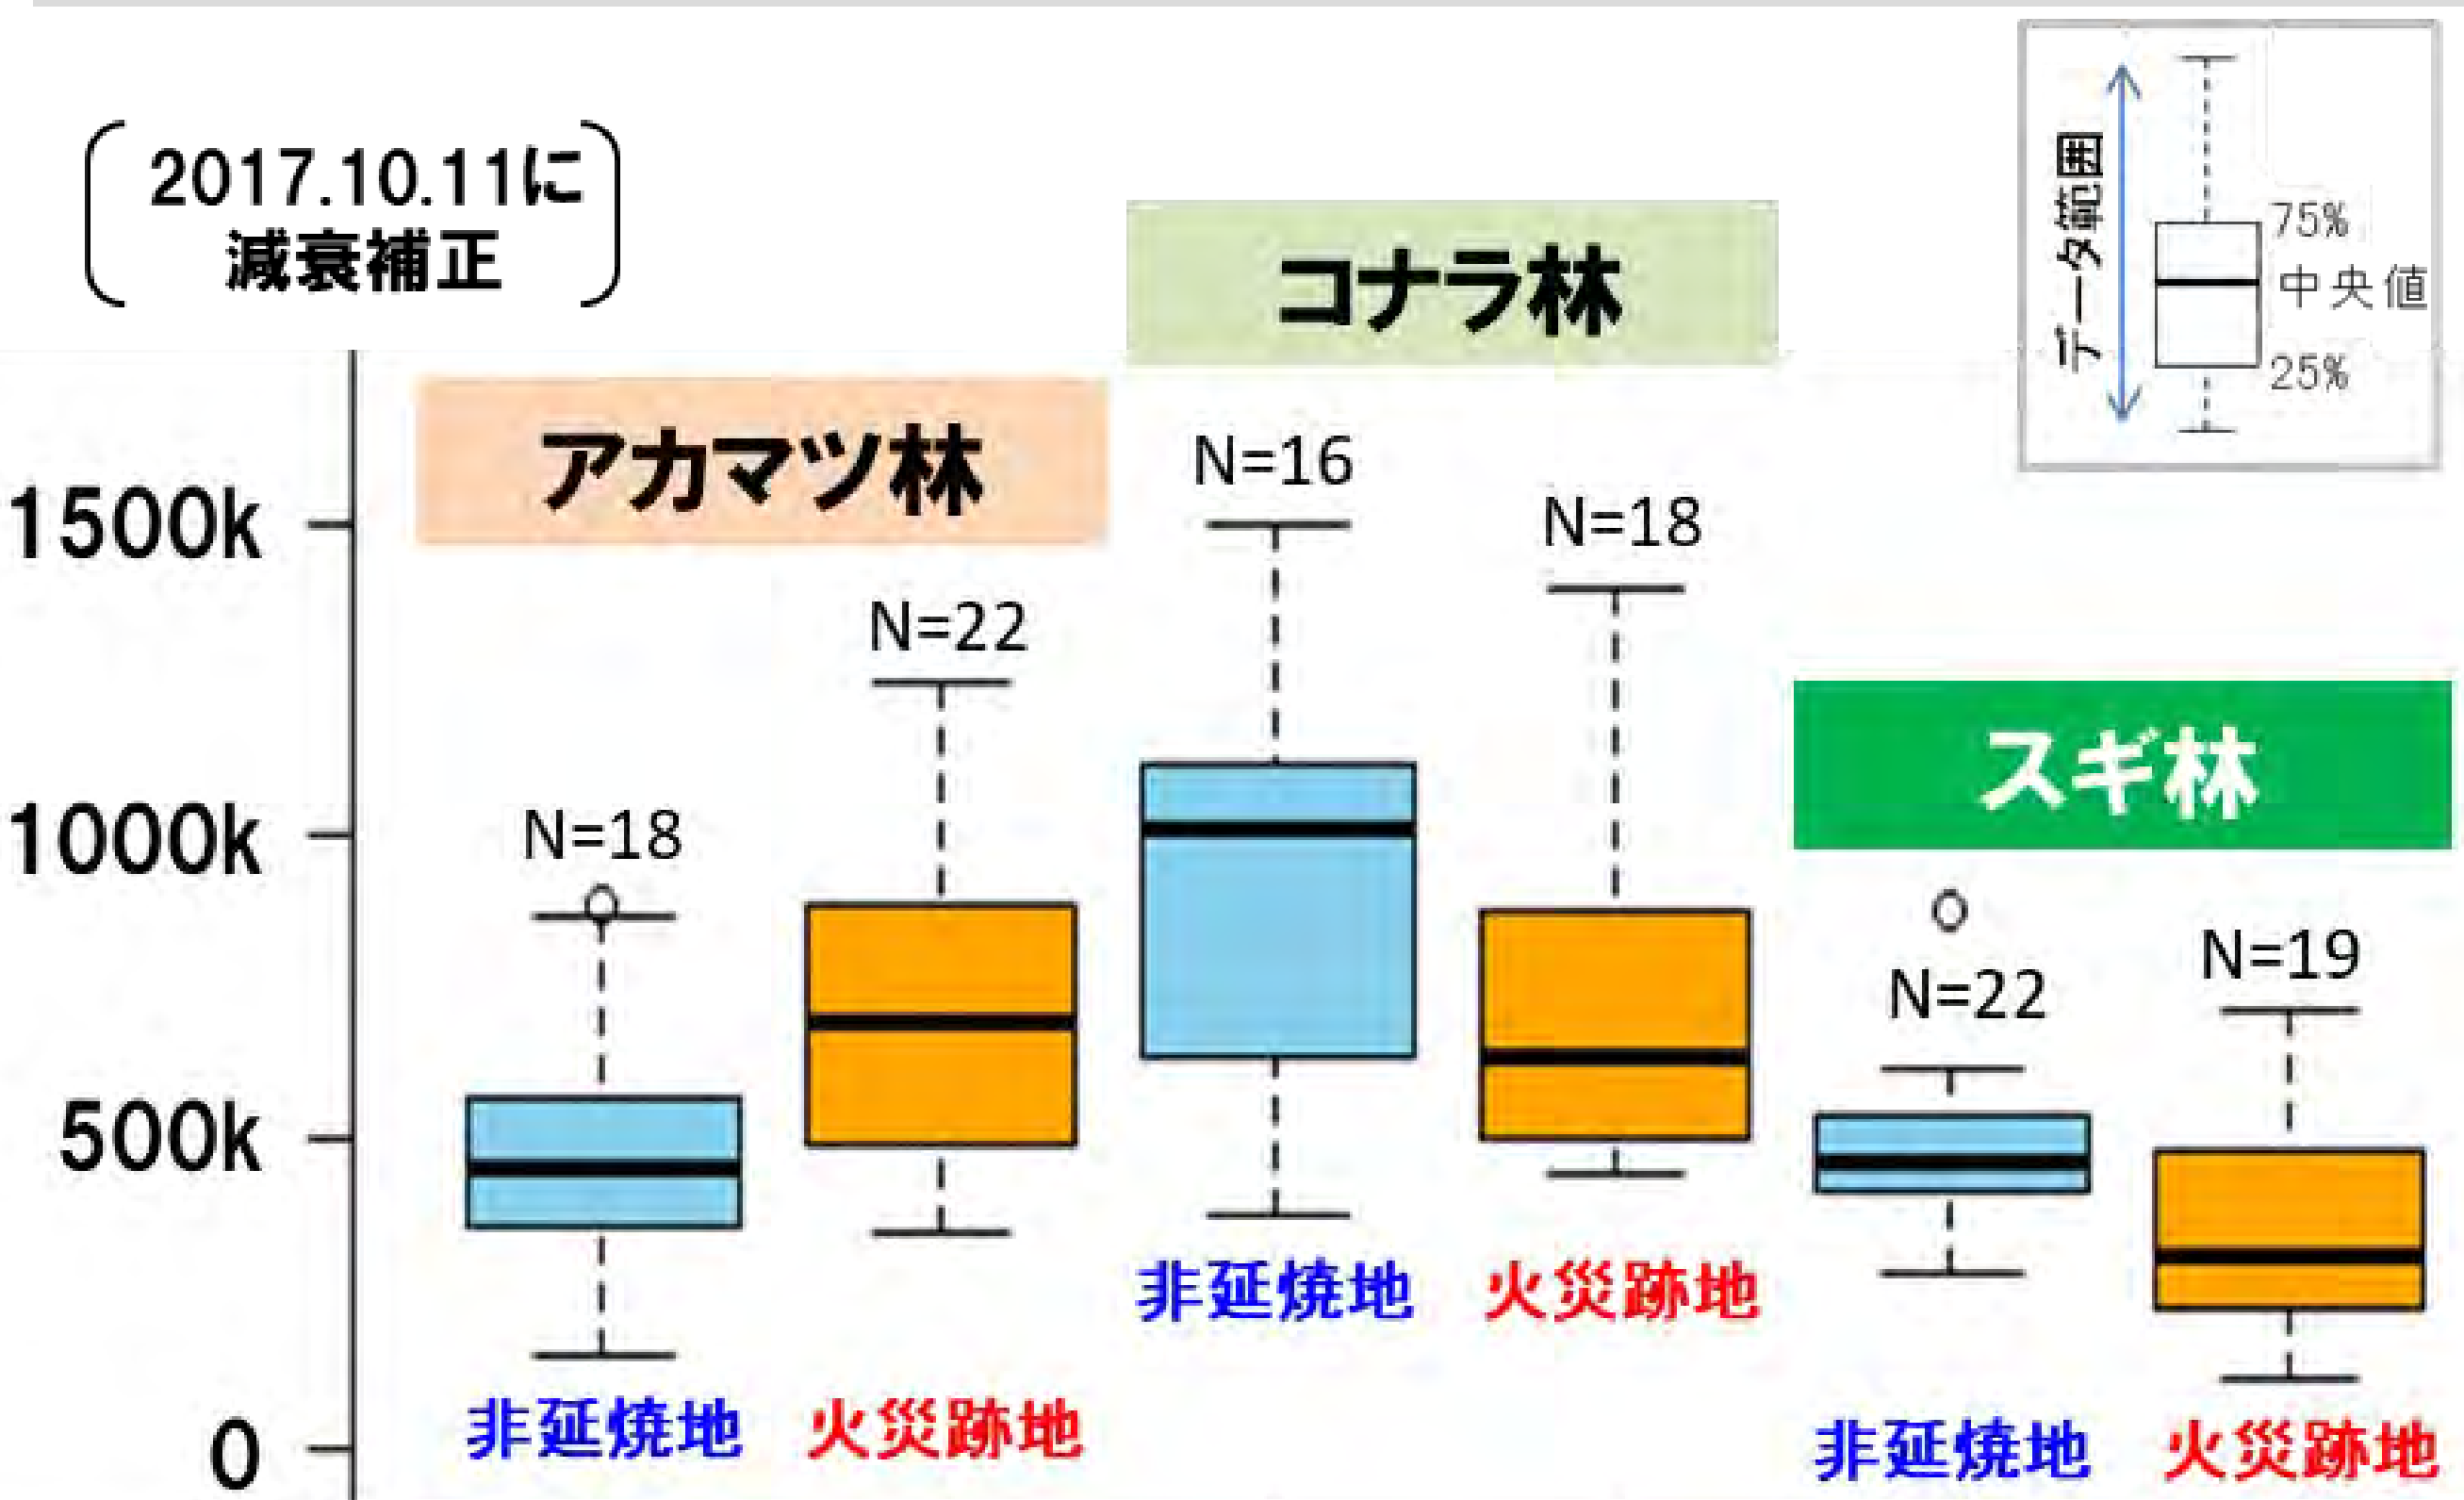 2017.10.11に
減衰補正
データ範囲
75%
中央値
25%
コナラ林
アカマツ林
スギ林
1500k
1000k
500k
0
N=18
N=22
N=16
N=18
N=22
N=19
非延焼地
火災跡地
非延焼地
火災跡地
非延焼地
火災跡地